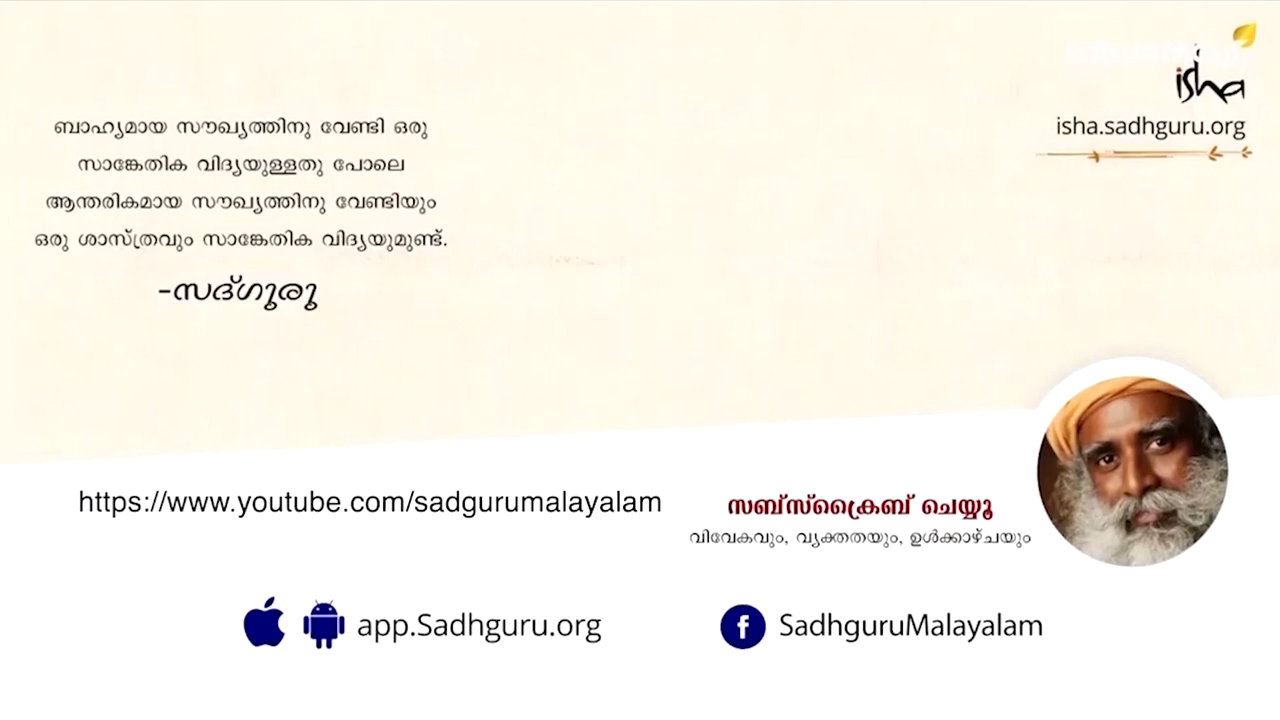 ബാഹ്യമായ സൗഖ്യത്തിനു വേണ്ടി ഒരു
സാങ്കേതിക വിദ്യയുള്ളതു പോലെ
ആന്തരികമായ സൗഖ്യത്തിനു വേണ്ടിയും
ഒരു ശാസ്ത്രവും സാങ്കേതിക വിദ്യയുമുണ്ട്.
-സദ്ഗുരു
isha
isha.sadhguru.org
https://www.youtube.com/sadgurumalayalam
സബ്സ്ക്രൈബ് ചെയ്യൂ
വിവേകവും, വ്യക്തതയും, ഉൾക്കാഴ്ചയും
app.Sadhguru.org
SadhguruMalayalam